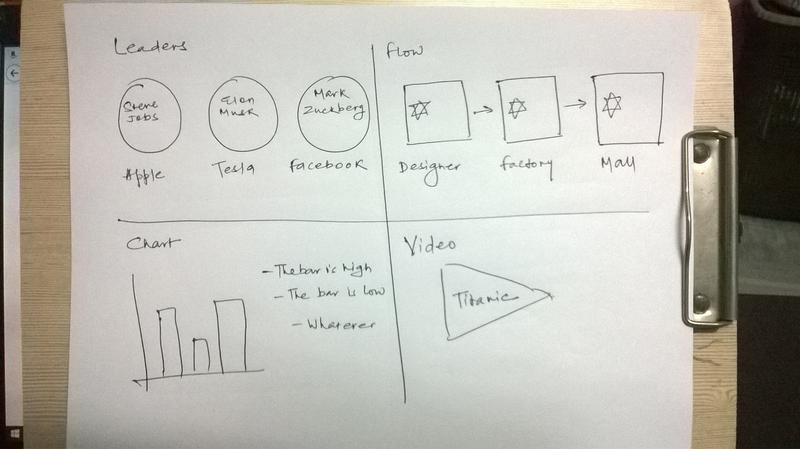 Leaders
Steve
Jobs
Elon
Musk
Mark
Zuckberg
Apple
Tesla
Facebook
Flow
Designer
Factory
Mall
Chart
- The bar is high
- The bar is low
- Whatever
Video
Titanic